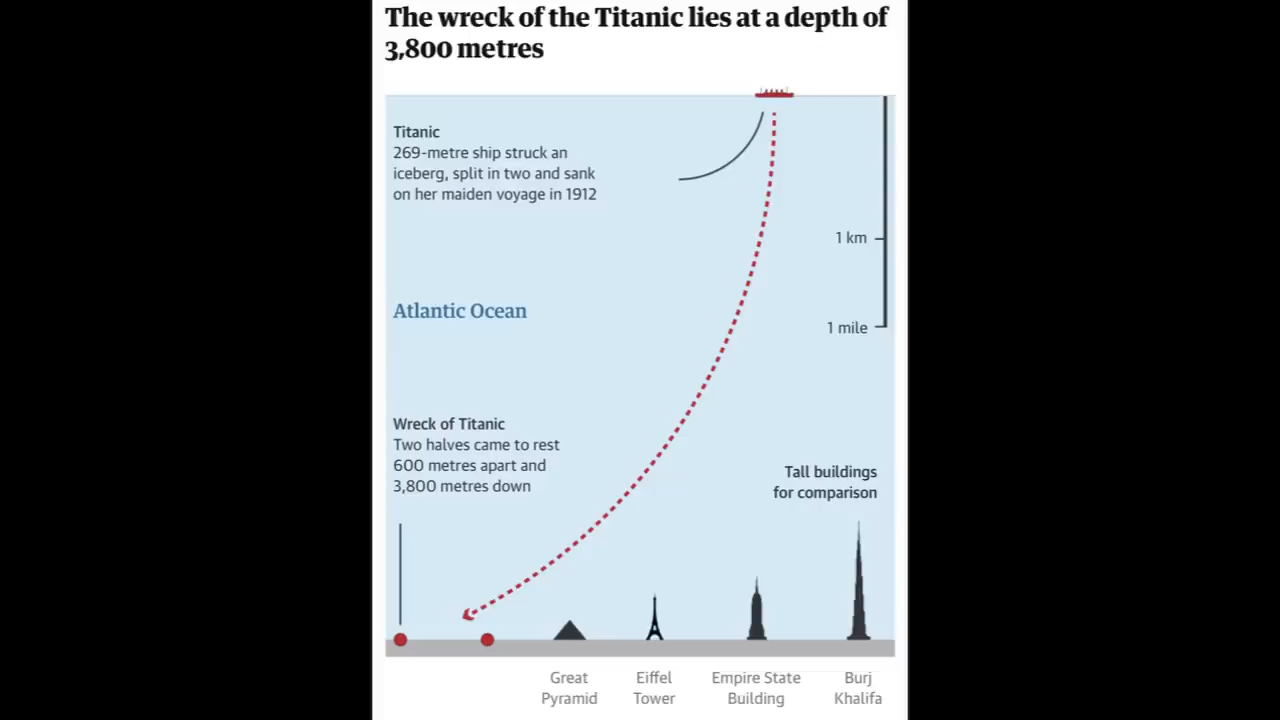 The wreck of the Titanic lies at a depth of
3,800 metres
Titanic
269-metre ship struck an
iceberg, split in two and sank
on her maiden voyage in 1912
1 km
Atlantic Ocean
1 mile
Wreck of Titanic
Two halves came to rest
600 metres apart and
3,800 metres down
Tall buildings
for comparison
Great
Pyramid
Eiffel
Tower
Empire State
Building
Burj
Khalifa